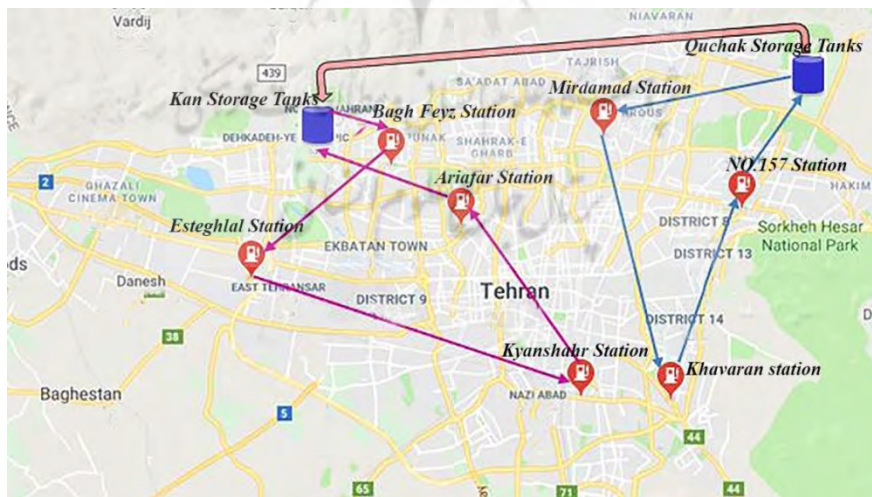 Vardij
NIAVARAN
Quchak Storage Tanks
TAJRISH
439
SA'ADAT ABAD
Mirdamad Station
Kan Storage Tanks
Bagh Feyz Station
DEHKADEH-YE
PIC
PUNAK
SHAHRAK-E
GHARB
NO.157 Station
2
GHAZALI
CINEMA TOWN
Ariafar Station
HAKIM
Esteghlal Station
DISTRICT 8
Sorkheh Hesar
National Park
EKBATAN TOWN
DISTRICT 13
ods
Danesh
EAST TEHRANSAR
DISTRICT 9
Tehran
DISTRICT 14
38
Kyanshahr Station
Khavaran station
Baghestan
NAZI ABAD
5
44
65
71
44